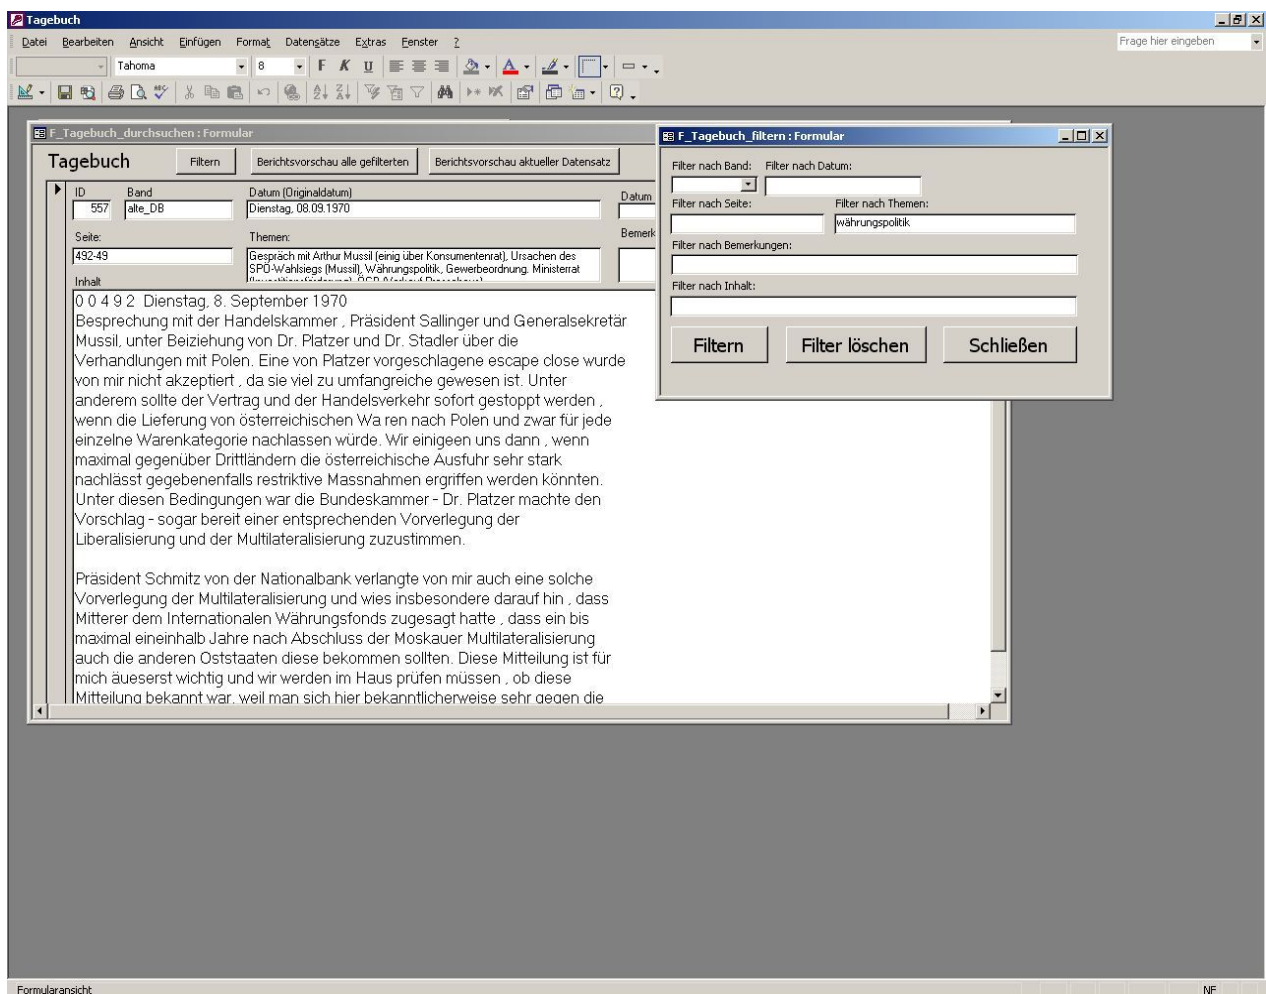 Tagebuch
Datei Bearbeiten Ansicht Einfügen Format Datensätze Extras Fenster ?
Frage hier eingeben
Tahoma 8 F K U
F_Tagebuch_durchsuchen : Formular
Tagebuch Filtern Berichtsvorschau alle gefilterten Berichtsvorschau aktueller Datensatz
ID Band Datum (Originaldatum) Datum
557 alte_DB Dienstag, 08.09.1970
Seite: Themen: Bemerk
492-49 Gespräch mit Arthur Mussil (einig über Konsumentenrat), Ursachen des
SPÖ-Wahlsiegs (Mussil), Währungspolitik, Gewerbeordnung. Ministerrat
Inhalt
0 0 4 9 2 Dienstag, 8. September 1970
Besprechung mit der Handelskammer , Präsident Sallinger und Generalsekretär
Mussil, unter Beiziehung von Dr. Platzer und Dr. Stadler über die
Verhandlungen mit Polen. Eine von Platzer vorgeschlagene escape close wurde
von mir nicht akzeptiert , da sie viel zu umfangreiche gewesen ist. Unter
anderem sollte der Vertrag und der Handelsverkehr sofort gestoppt werden ,
wenn die Lieferung von österreichischen Wa ren nach Polen und zwar für jede
einzelne Warenkategorie nachlassen würde. Wir einigeen uns dann , wenn
maximal gegenüber Drittländern die österreichische Ausfuhr sehr stark
nachlässt gegebenenfalls restriktive Massnahmen ergriffen werden könnten.
Unter diesen Bedingungen war die Bundeskammer - Dr. Platzer machte den
Vorschlag - sogar bereit einer entsprechenden Vorverlegung der
Liberalisierung und der Multilateralisierung zuzustimmen.
Präsident Schmitz von der Nationalbank verlangte von mir auch eine solche
Vorverlegung der Multilateralisierung und wies insbesondere darauf hin , dass
Mitterer dem Internationalen Währungsfonds zugesagt hatte , dass ein bis
maximal eineinhalb Jahre nach Abschluss der Moskauer Multilateralisierung
auch die anderen Oststaaten diese bekommen sollten. Diese Mitteilung ist für
mich äueserst wichtig und wir werden im Haus prüfen müssen , ob diese
Mitteilung bekannt war, weil man sich hier bekanntlicherweise sehr gegen die
F_Tagebuch_filtern : Formular
Filter nach Band: Filter nach Datum:
Filter nach Seite: Filter nach Themen:
währungspolitik
Filter nach Bemerkungen:
Filter nach Inhalt:
Filtern Filter löschen Schließen
Formularansicht NF